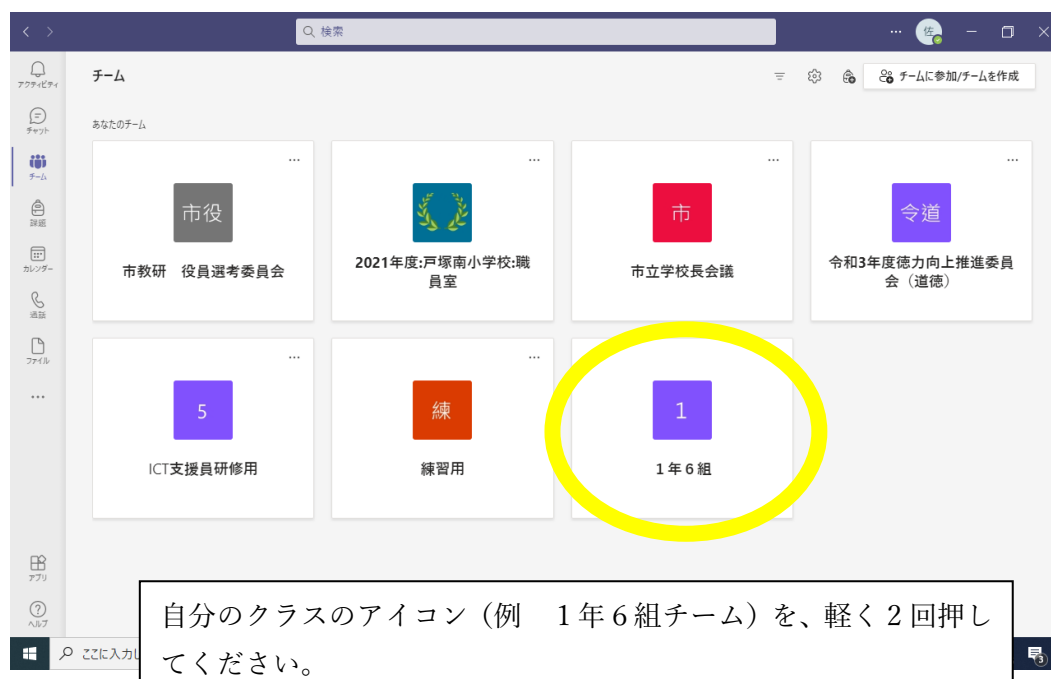 検索
佐
アクティビティ
チーム
チームに参加/チームを作成
チャット
あなたのチーム
チーム
課題
カレンダー
通話
ファイル
市役
市教研　役員選考委員会
2021年度:戸塚南小学校:職
員室
市
市立学校長会議
令道
令和3年度徳力向上推進委員
会（道徳）
5
ICT支援員研修用
練
練習用
1
１年６組
アプリ
ヘルプ
自分のクラスのアイコン（例　１年６組チーム）を、軽く２回押し
てください。
ここに入力し
3